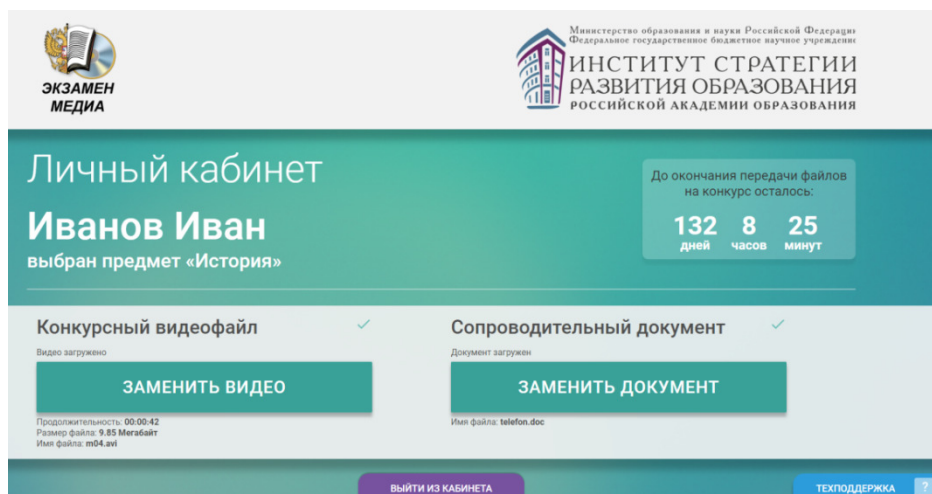 ЭКЗАМЕН
МЕДИА
Министерство образования и науки Российской Федераци
Федеральное государственное бюджетное научное учреждение
ИНСТИТУТ СТРАТЕГИИ
РАЗВИТИЯ ОБРАЗОВАНИЯ
РОССИЙСКОЙ АКАДЕМИИ ОБРАЗОВАНИЯ
Личный кабинет
Иванов Иван
выбран предмет «История»
До окончания передачи файлов
на конкурс осталось:
132 8 25
дней часов минут
Конкурсный видеофайл
Видео загружено
ЗАМЕНИТЬ ВИДЕО
Продолжительность: 00:00:42
Размер файла: 9.85 Мегабайт
Имя файла: m04.avi
Сопроводительный документ
Документ загружен
ЗАМЕНИТЬ ДОКУМЕНТ
Имя файла: telefon.doc
ВЫЙТИ ИЗ КАБИНЕТА
ТЕХПОДДЕРЖКА ?